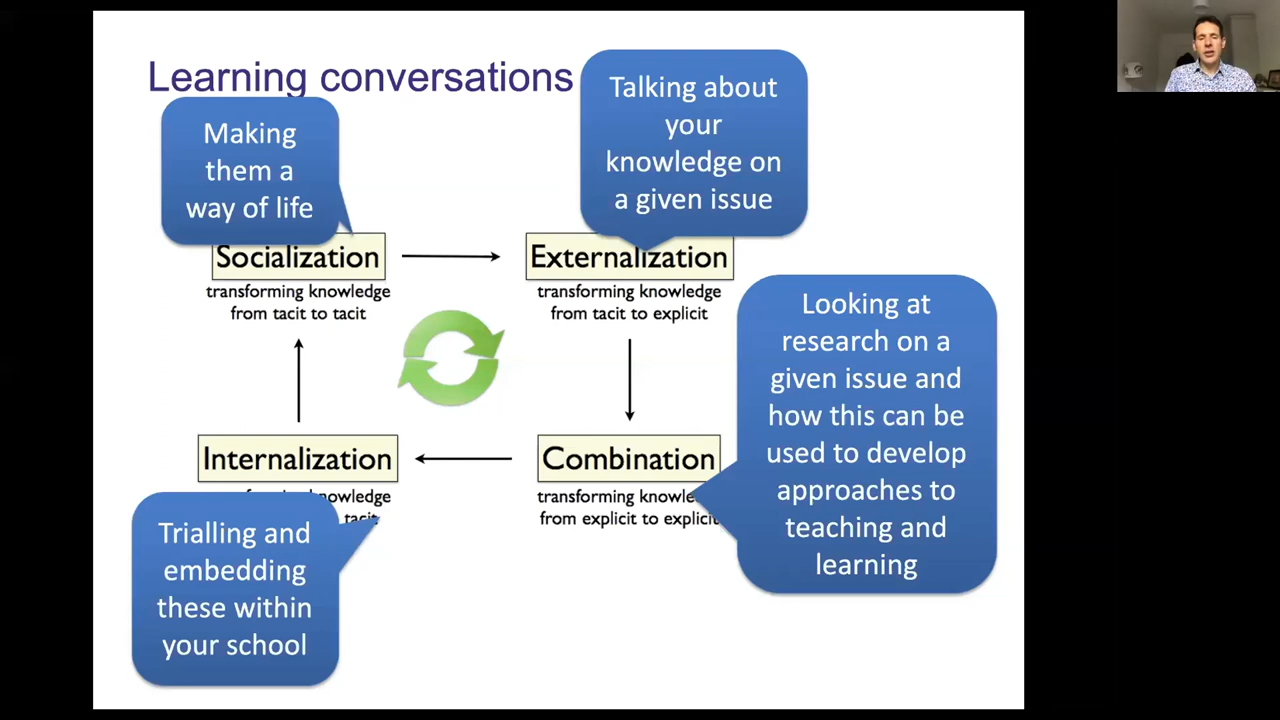 Learning conversations
Making
them a
way of life
Talking about
your
knowledge on
a given issue
Socialization
transforming knowledge
from tacit to tacit
Externalization
transforming knowledge
from tacit to explicit
Looking at
research on a
given issue and
how this can be
used to develop
approaches to
teaching and
learning
Internalization
knowledge
tacit
Combination
transforming
from explicit to explicit
Trialling and
embedding
these within
your school